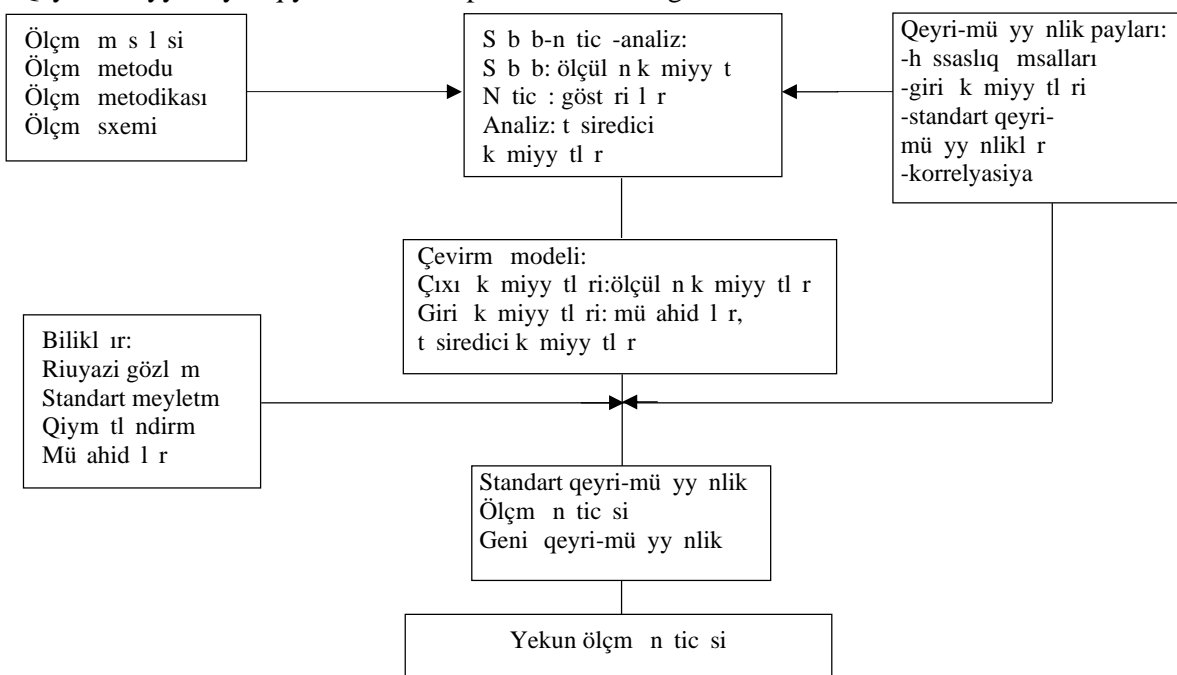 Ölçm m s l si
Ölçm metodu
Ölçm metodikası
Ölçm sxemi
S b b-n tic -analiz:
S b b: ölçül n k miyy t
N tic : göst ri l r
Analiz: t siredici
k miyy tl r
Qeyri-mü yy nlik payları:
-h ssaslıq msalları
-giri k miyy tl ri
-standart qeyri-
mü yy nlikl r
-korrelyasiya
Çevirm modeli:
Çıxı k miyy tl ri:ölçül n k miyy tl r
Giri k miyy tl ri: mü ahid l r,
t siredici k miyy tl r
Bilikl ır:
Riuyazi gözl m
Standart meyletm
Qiym tl ndirm
Mü ahid l r
Standart qeyri-mü yy nlik
Ölçm n tic si
Geni qeyri-mü yy nlik
Yekun ölçm n tic si